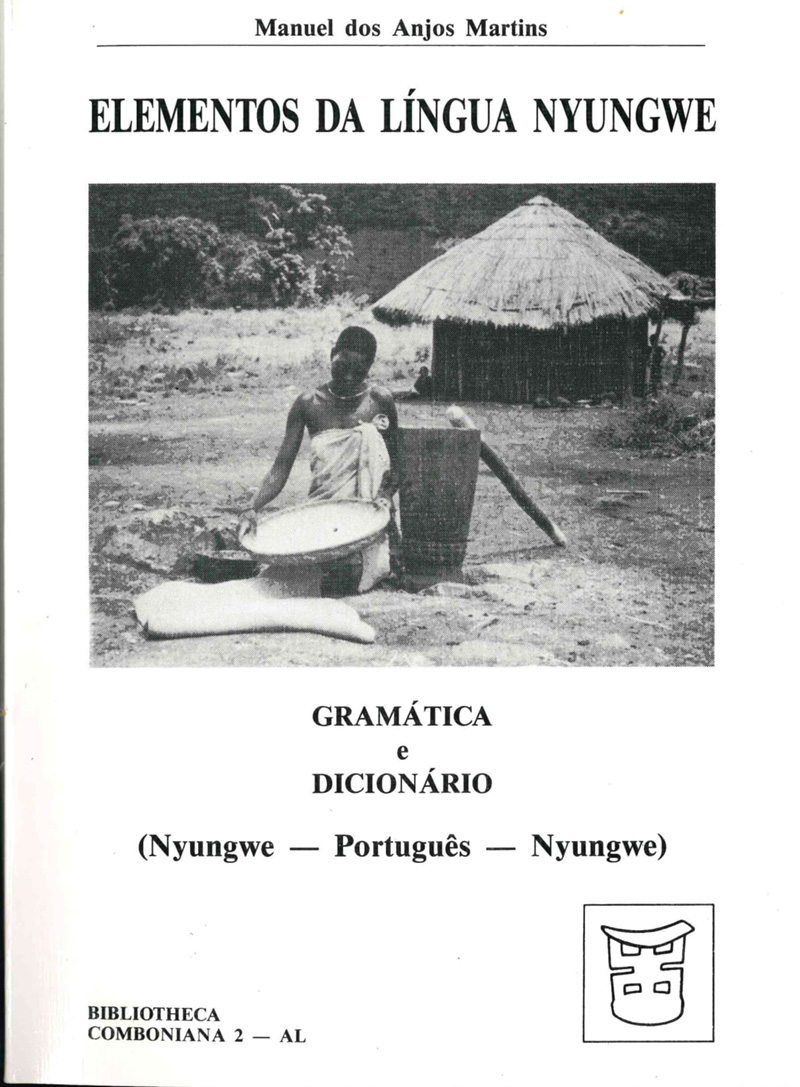 Manuel dos Anjos Martins
ELEMENTOS DA LÍNGUA NYUNGWE
GRAMÁTICA
e
DICIONÁRIO
(Nyungwe — Português — Nyungwe)
BIBLIOTHECA
COMBONIANA 2 — AL